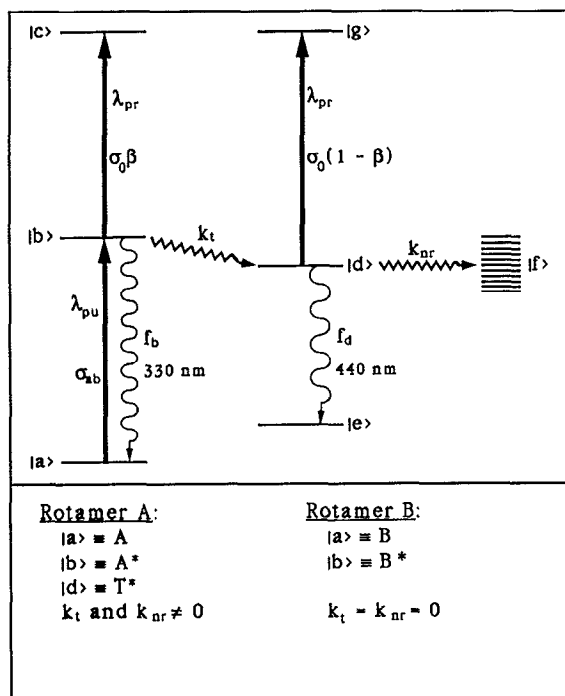 |c> |g>
λpr λpr
σ0β σ0(1 - β)
|b> kt |d> knr |f>
λpu fb fd
σab 330 nm 440 nm
|e>
|a>
Rotamer A: Rotamer B:
|a> ≡ A |a> ≡ B
|b> ≡ A* |b> ≡ B*
|d> ≡ T*
kt and knr ≠ 0 kt = knr = 0